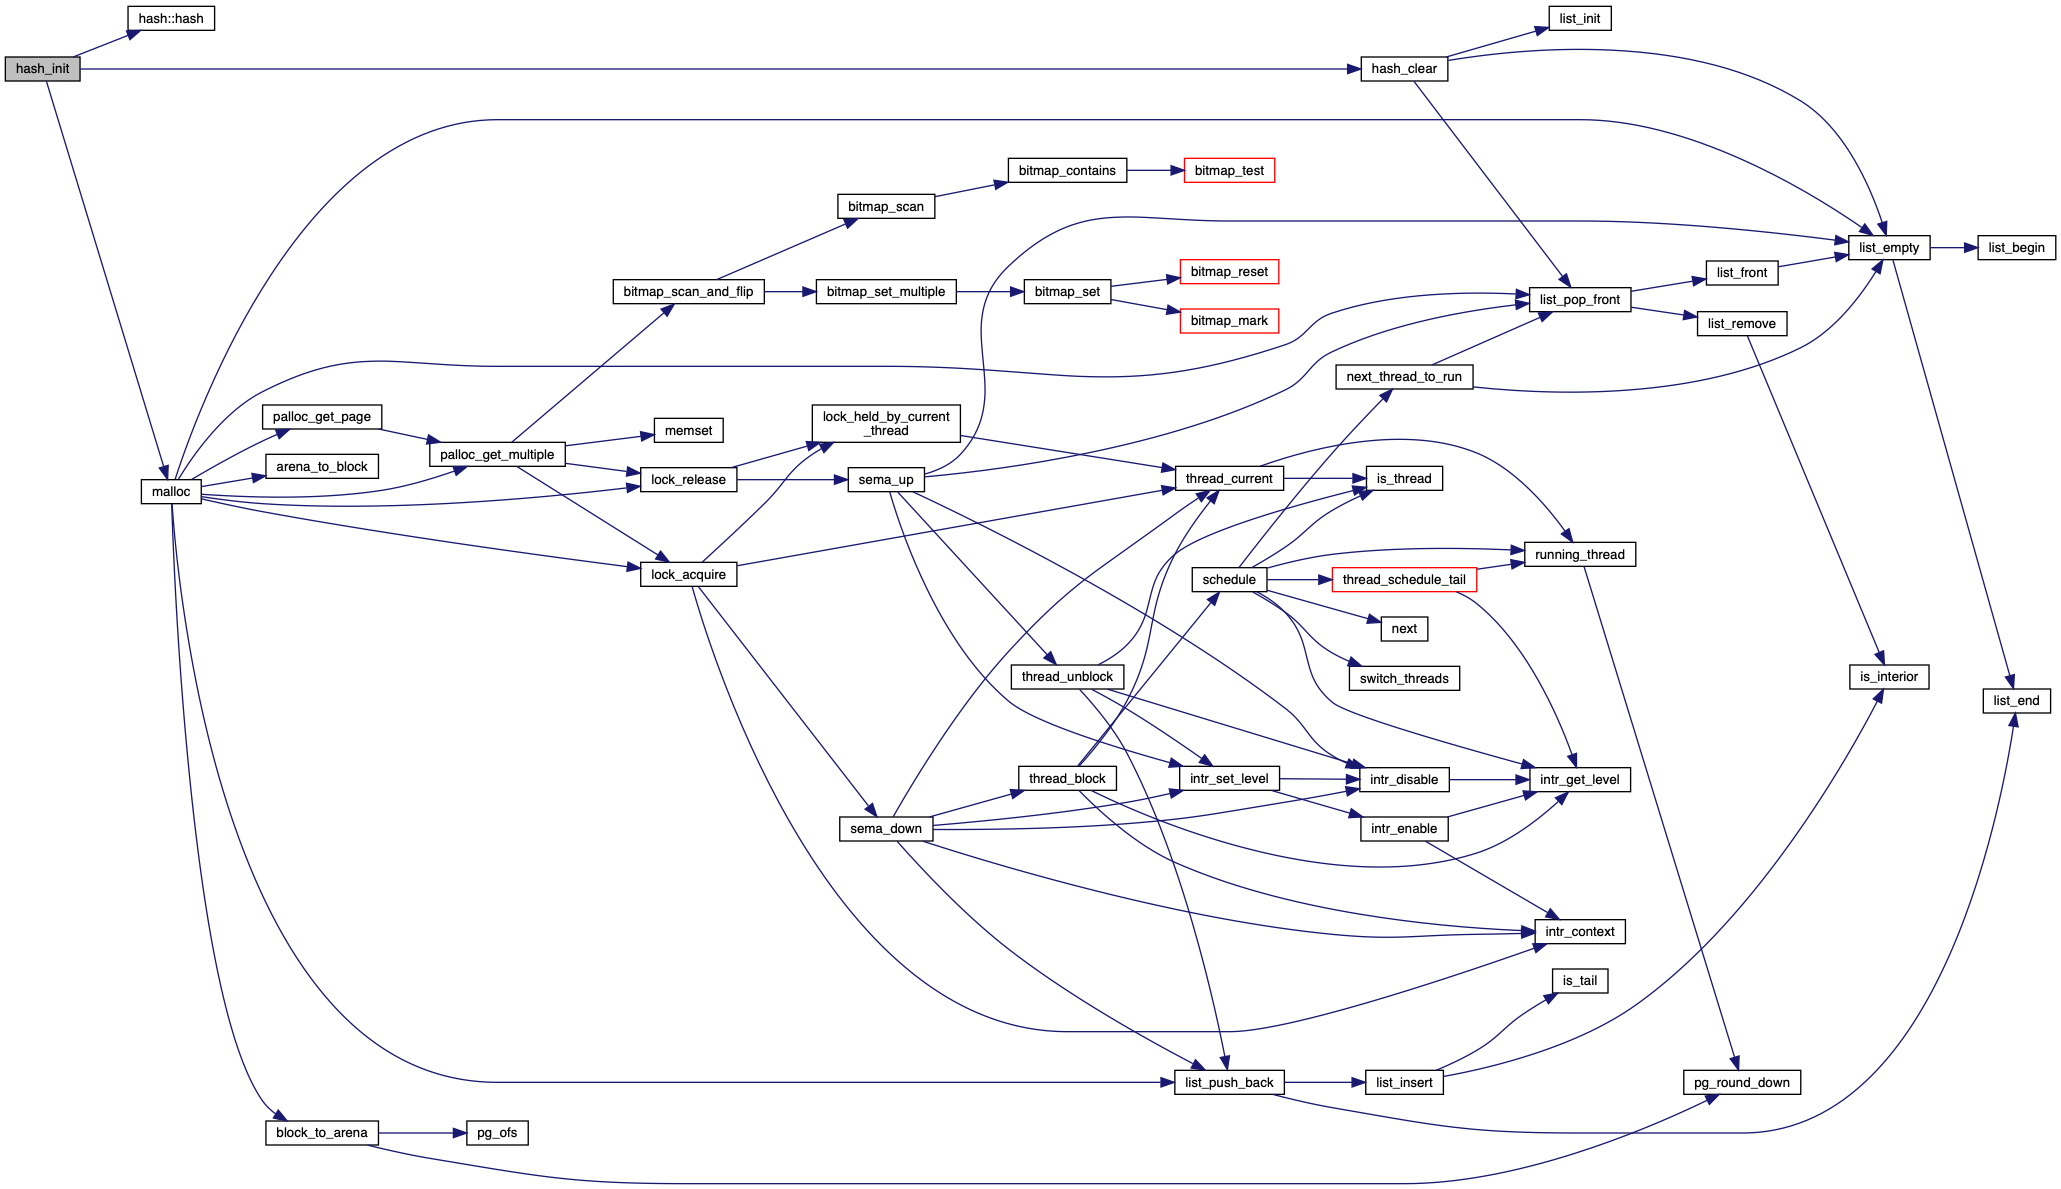 hash::hash
list_init
hash_init
hash_clear
bitmap_contains
bitmap_test
bitmap_scan
list_empty
list_begin
bitmap_reset
list_front
bitmap_scan_and_flip
bitmap_set_multiple
bitmap_set
list_pop_front
bitmap_mark
list_remove
next_thread_to_run
palloc_get_page
lock_held_by_current
_thread
memset
palloc_get_multiple
arena_to_block
malloc
lock_release
sema_up
thread_current
is_thread
running_thread
lock_acquire
schedule
thread_schedule_tail
next
thread_unblock
switch_threads
is_interior
list_end
thread_block
intr_set_level
intr_disable
intr_get_level
sema_down
intr_enable
intr_context
is_tail
list_push_back
list_insert
pg_round_down
block_to_arena
pg_ofs